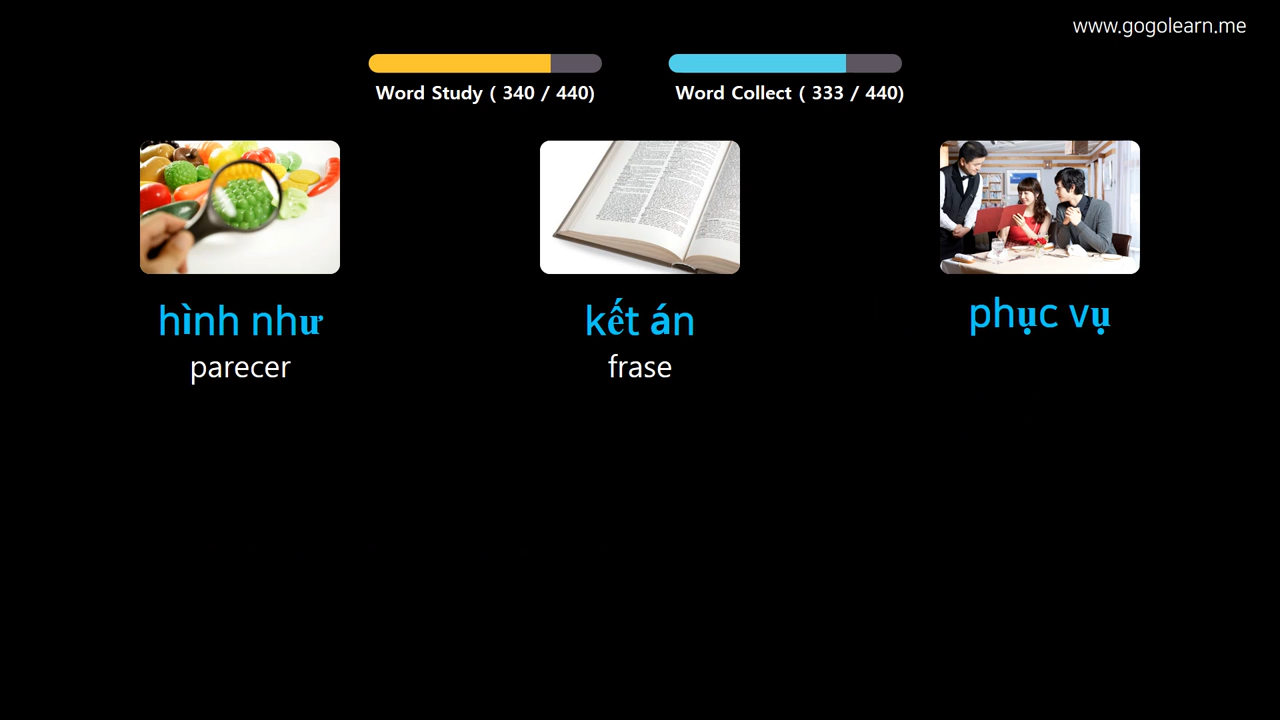 www.gogolearn.me
Word Study ( 340 / 440)
Word Collect ( 333 / 440)
hình như
kết án
phục vụ
parecer
frase